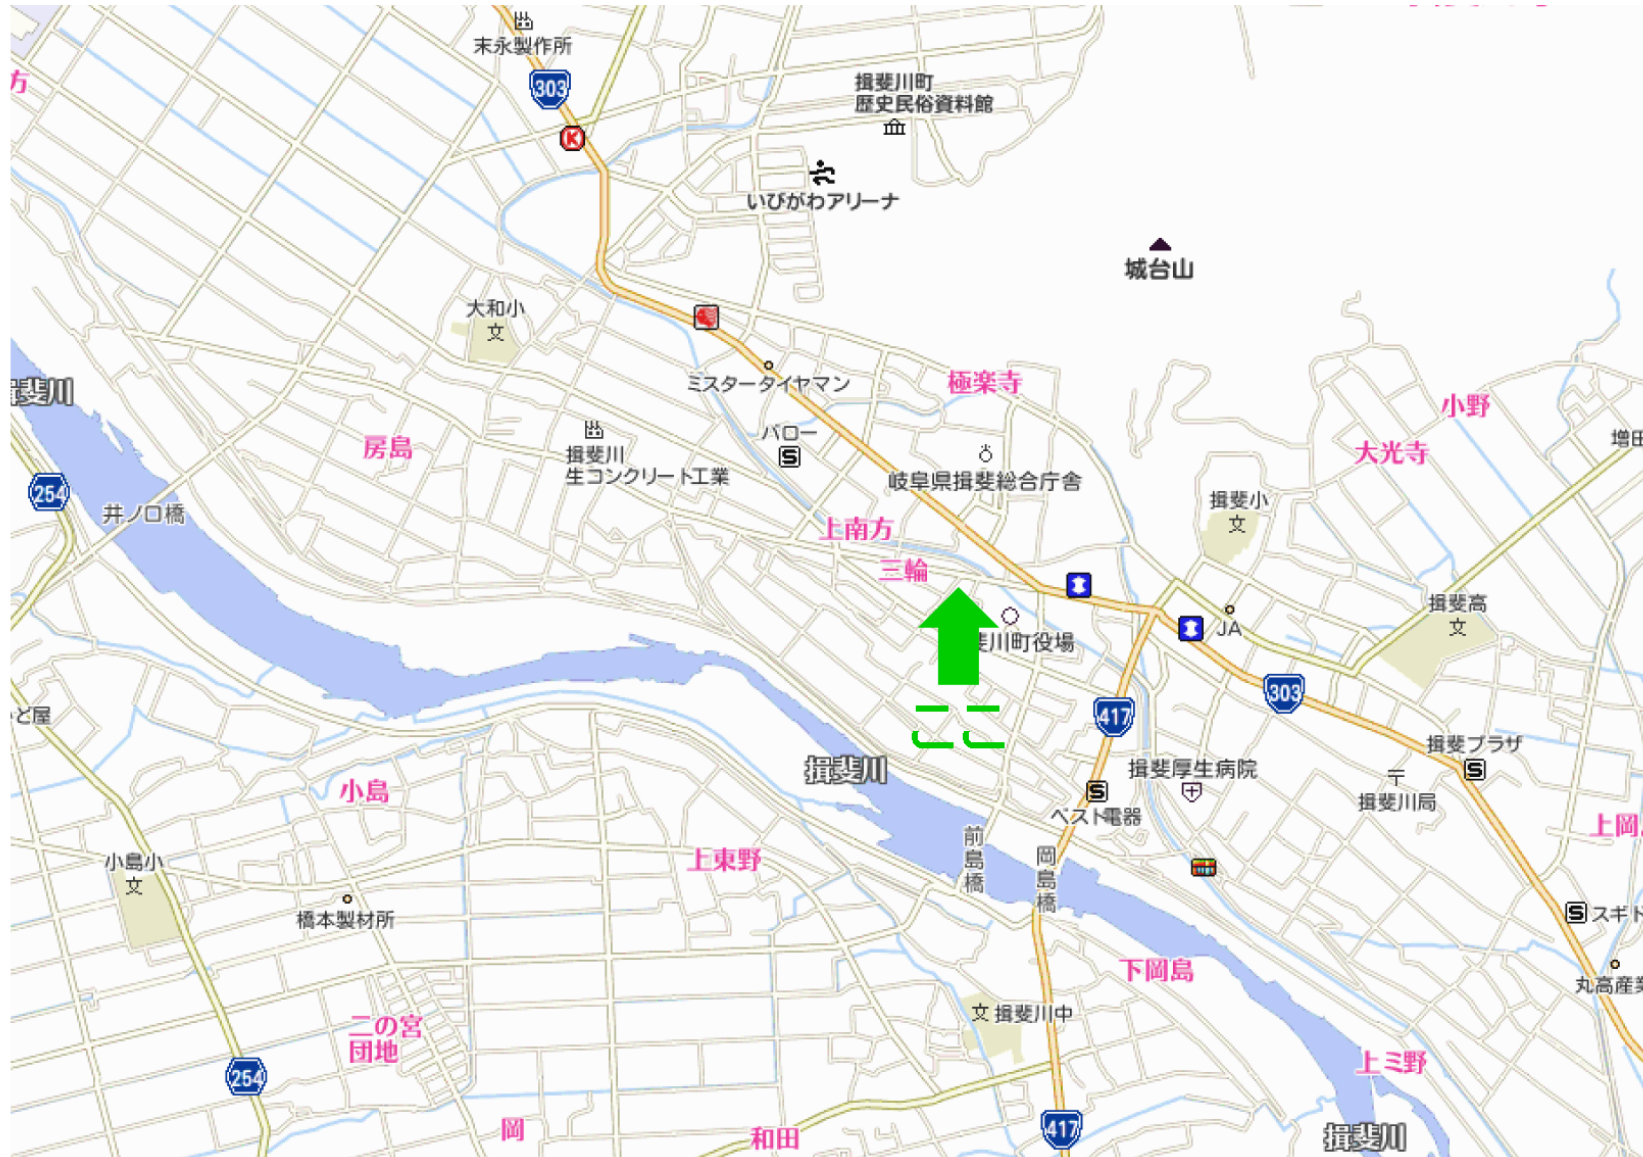 末永製作所
303
K
方
揖斐川町
歴史民俗資料館
いびがわアリーナ
城台山
大和小
文
ミスタータイヤマン
極楽寺
小野
揖斐川
房島
揖斐川
生コンクリート工業
バロー
S
岐阜県揖斐総合庁舎
大光寺
増田
揖斐小
文
254
井ノ口橋
上南方
三輪
揖斐高
文
JA
斐川町役場
303
417
ここ
ど屋
揖斐プラザ
S
揖斐川
揖斐厚生病院
揖斐川局
S
ベスト電器
小島
上岡
前島橋
岡島橋
上東野
小島小
文
橋本製材所
S スギ
下岡島
丸高産業
文 揖斐川中
二の宮
団地
上ミ野
254
岡
和田
417
揖斐川